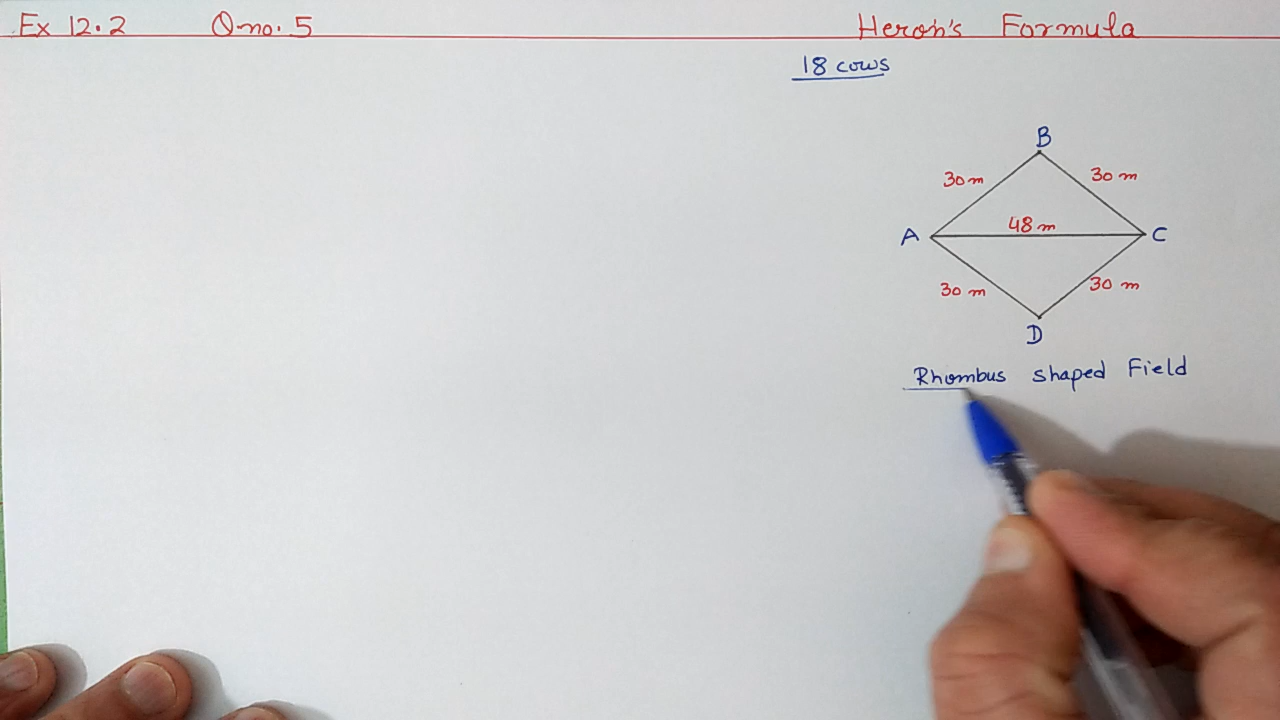 Ex 12.2 Q.no. 5 Heron's Formula
18 cows
B
30 m 30 m
48 m
A C
30 m 30 m
D
Rhombus shaped Field